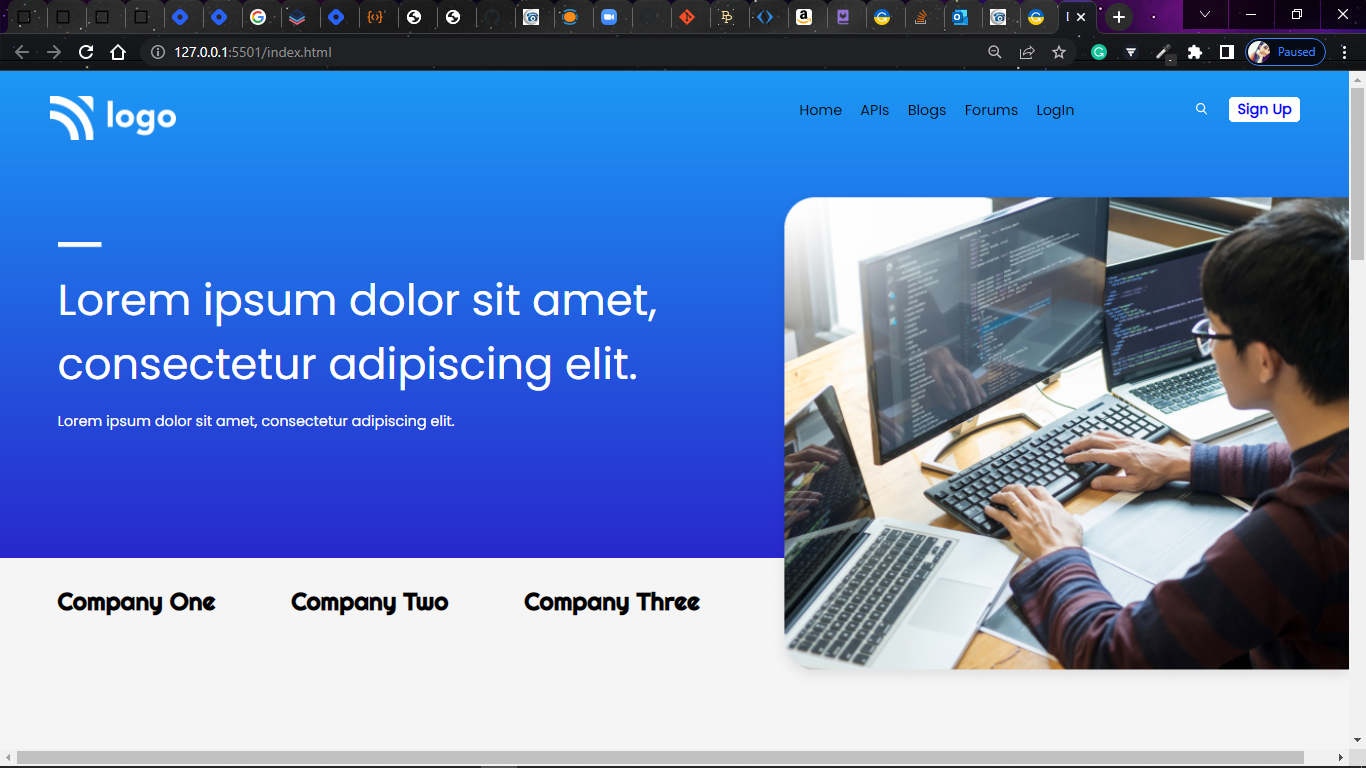 127.0.0.1:5501/index.html
Paused
logo
Home APIs Blogs Forums LogIn
Sign Up
Lorem ipsum dolor sit amet,
consectetur adipiscing elit.
Lorem ipsum dolor sit amet, consectetur adipiscing elit.
Company One Company Two Company Three